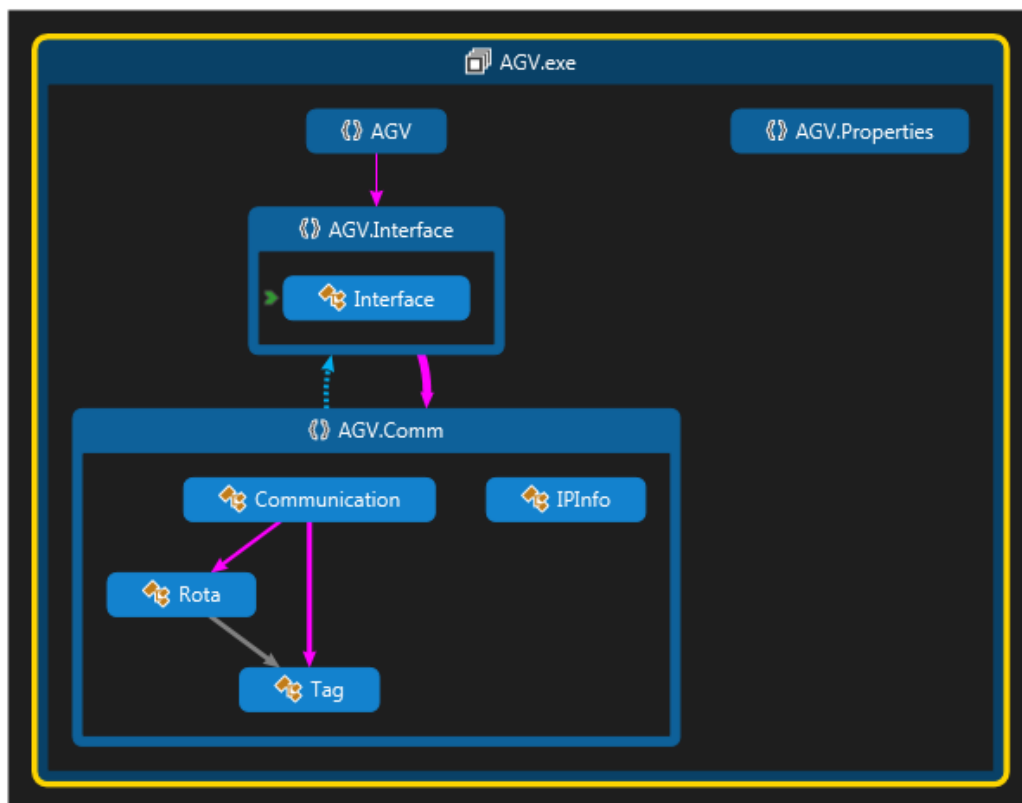 AGV.exe
AGV
AGV.Properties
AGV.Interface
Interface
AGV.Comm
Communication
IPInfo
Rota
Tag